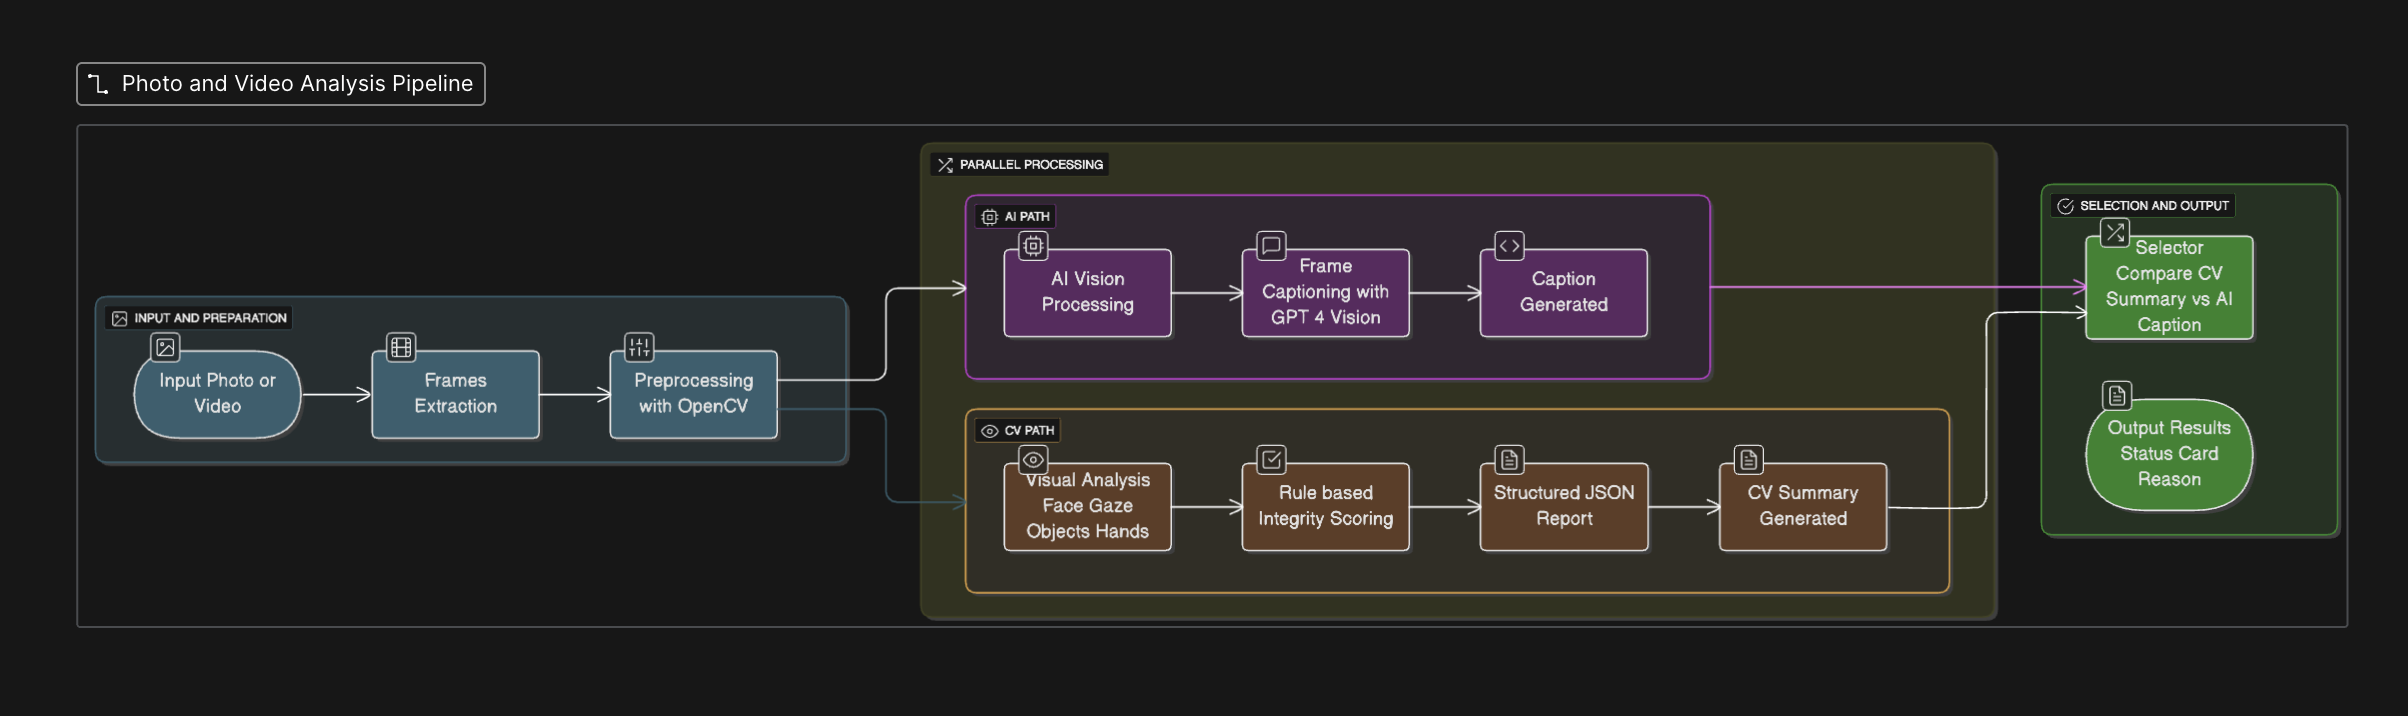 Photo and Video Analysis Pipeline
INPUT AND PREPARATION
Input Photo or
Video
Frames
Extraction
Preprocessing
with OpenCV
PARALLEL PROCESSING
AI PATH
AI Vision
Processing
Frame
Captioning with
GPT 4 Vision
Caption
Generated
CV PATH
Visual Analysis
Face Gaze
Objects Hands
Rule based
Integrity Scoring
Structured JSON
Report
CV Summary
Generated
SELECTION AND OUTPUT
Selector
Compare CV
Summary vs AI
Caption
Output Results
Status Card
Reason